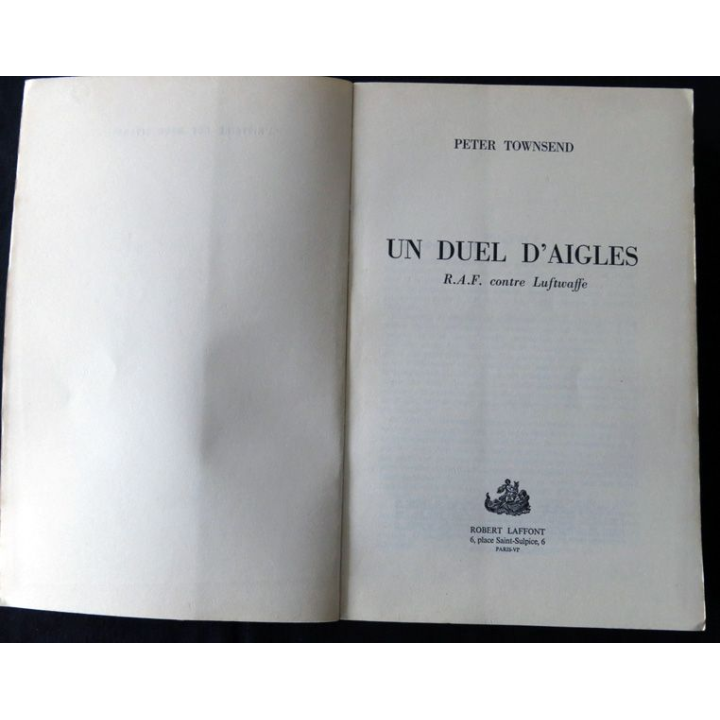 PETER TOWNSEND
UN DUEL D'AIGLES
R.A.F. contre Luftwaffe
ROBERT LAFFONT
6, place Saint-Sulpice, 6
PARIS-VIᵉ